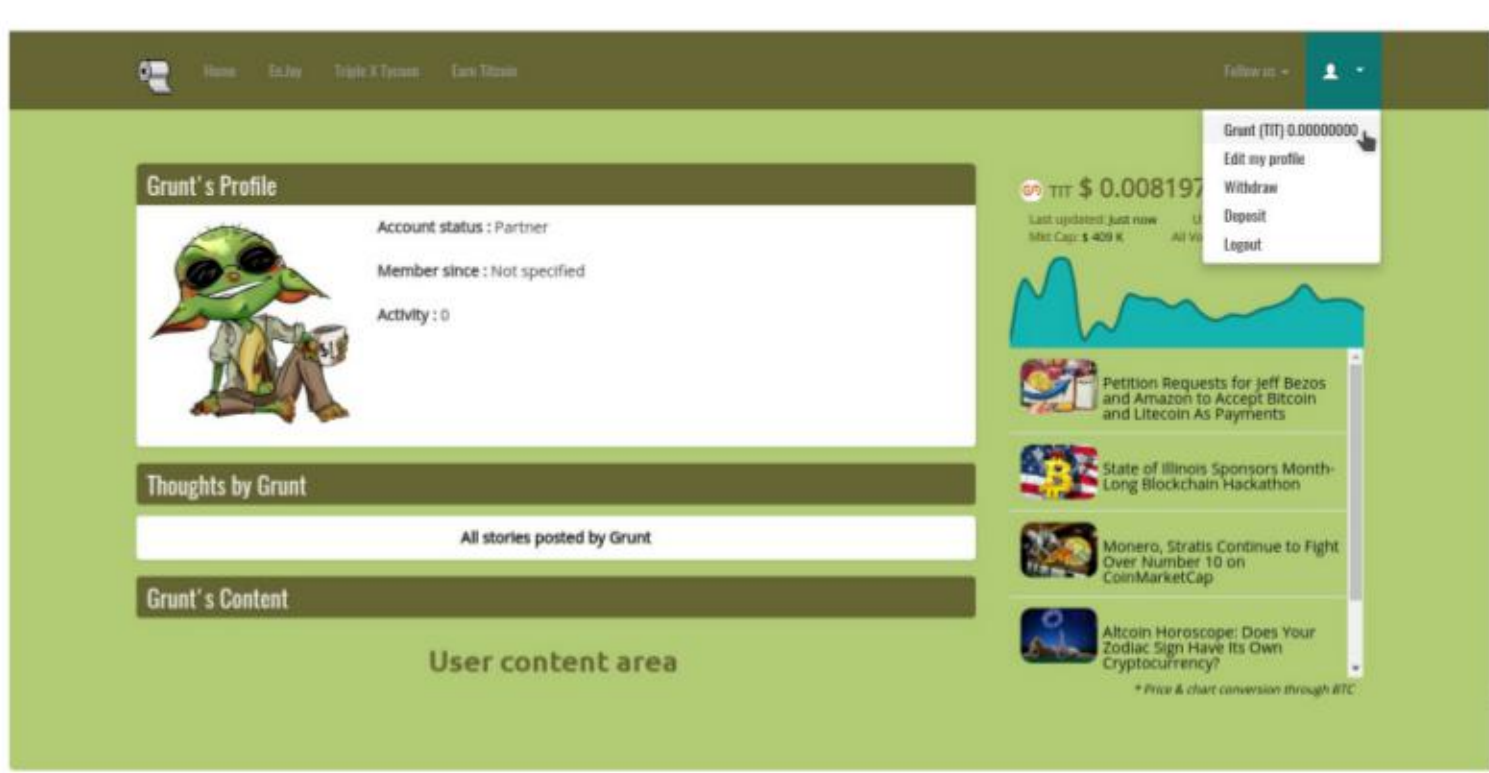 Home EnJoy Triple X Tycoon Earn Titcoin
Follow us
Grunt (TIT) 0.00000000
Edit my profile
Withdraw
Deposit
Logout
Grunt's Profile
Account status : Partner
Member since : Not specified
Activity : 0
Thoughts by Grunt
All stories posted by Grunt
Grunt's Content
User content area
TIT $ 0.008197
Last updated: Just now U
Mkt Cap: $ 409 K All Vo
Petition Requests for Jeff Bezos
and Amazon to Accept Bitcoin
and Litecoin As Payments
State of Illinois Sponsors Month-
Long Blockchain Hackathon
Monero, Stratis Continue to Fight
Over Number 10 on
CoinMarketCap
Altcoin Horoscope: Does Your
Zodiac Sign Have Its Own
Cryptocurrency?
* Price & chart conversion through BTC